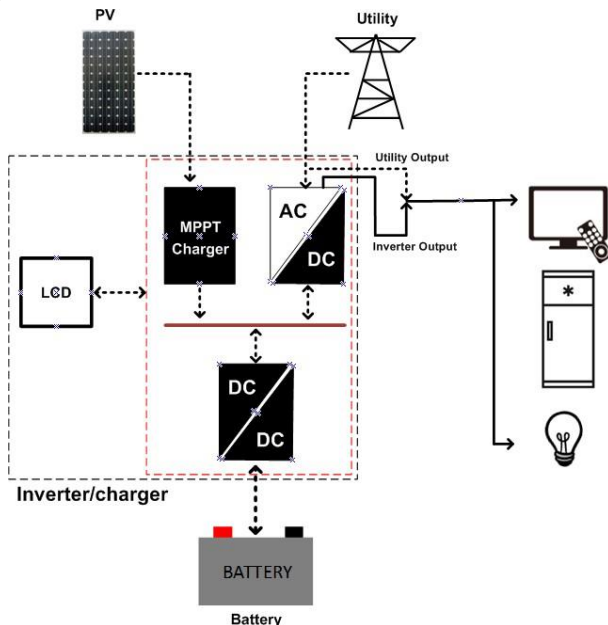 PV
Utility
Utility Output
MPPT
Charger
AC
DC
Inverter Output
LCD
DC
DC
Inverter/charger
BATTERY
Battery